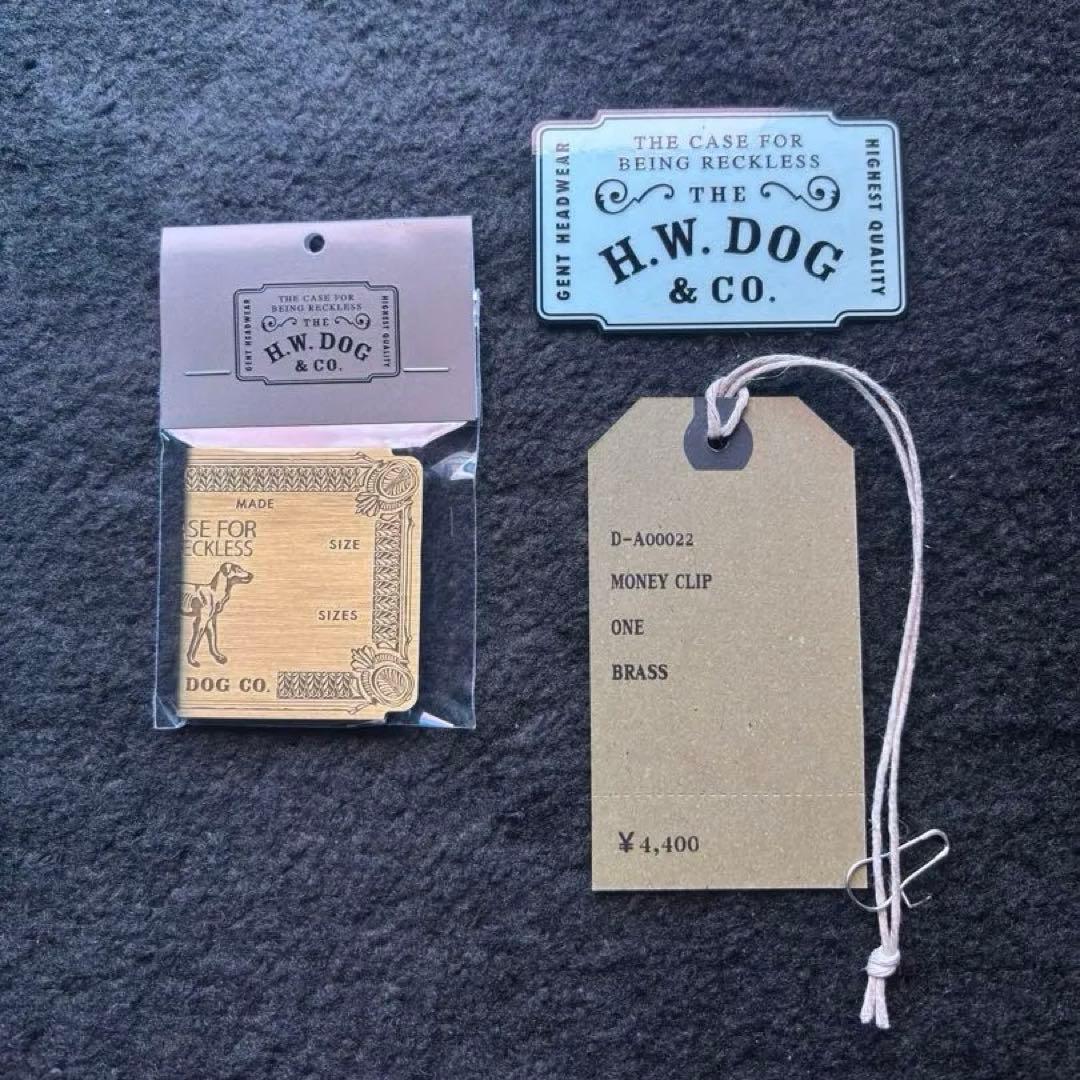 THE CASE FOR
BEING RECKLESS
GENT HEADWEAR
HIGHEST QUALITY
THE
H.W. DOG
& CO.
THE CASE FOR
BEING RECKLESS
GENT HEADWEAR
HIGHEST QUALITY
THE
H.W. DOG
& CO.
MADE
SE FOR
ECKLESS
SIZE
SIZES
DOG CO.
D-A00022
MONEY CLIP
ONE
BRASS
¥4,400